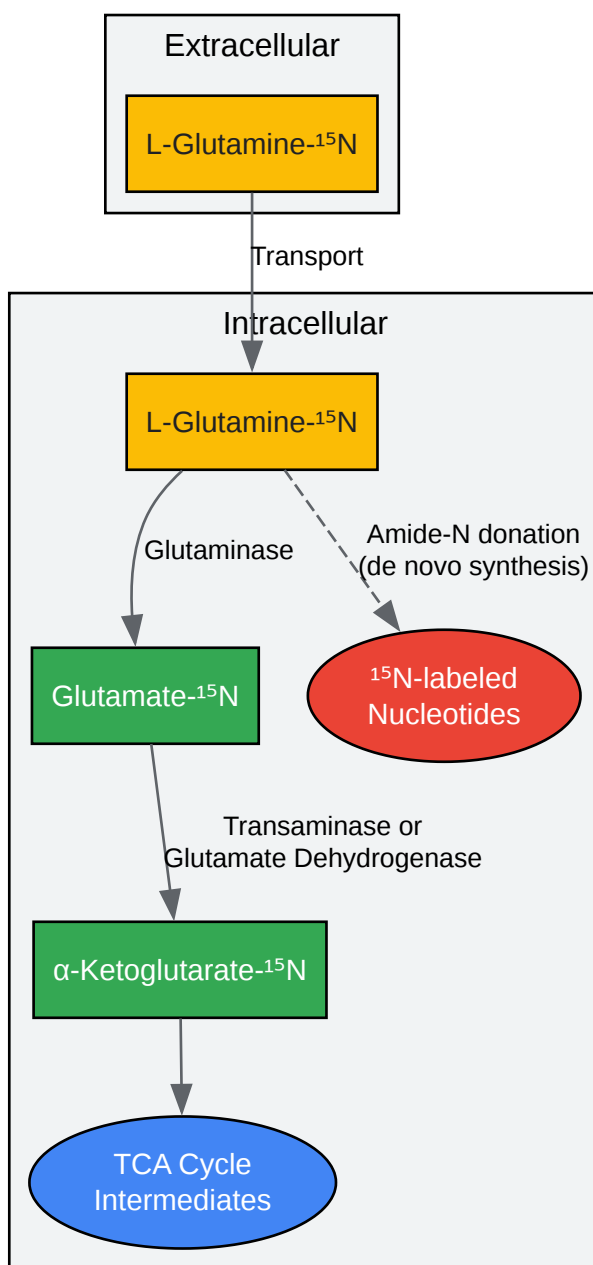 Extracellular
L-Glutamine-¹⁵N
Transport
Intracellular
L-Glutamine-¹⁵N
Glutaminase
Amide-N donation
(de novo synthesis)
Glutamate-¹⁵N
¹⁵N-labeled
Nucleotides
Transaminase or
Glutamate Dehydrogenase
α-Ketoglutarate-¹⁵N
TCA Cycle
Intermediates